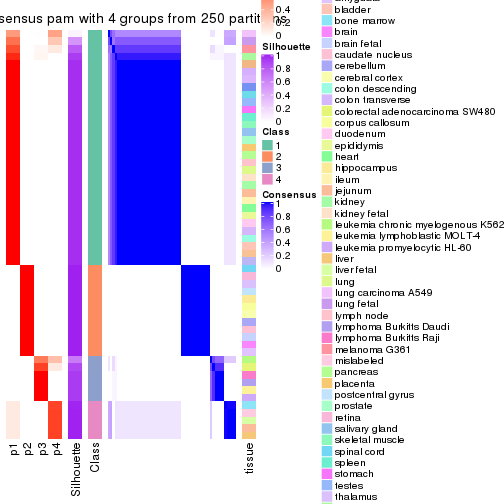 sensus pam with 4 groups from 250 partitions
0.4
0.2
0
Silhouette
1
0.8
0.6
0.4
0.2
0
Class
1
2
3
4
Consensus
1
0.8
0.6
0.4
0.2
0
bladder
bone marrow
brain
brain fetal
caudate nucleus
cerebellum
cerebral cortex
colon descending
colon transverse
colorectal adenocarcinoma SW480
corpus callosum
duodenum
epididymis
heart
hippocampus
ileum
jejunum
kidney
kidney fetal
leukemia chronic myelogenous K562
leukemia lymphoblastic MOLT-4
leukemia promyelocytic HL-60
liver
liver fetal
lung
lung carcinoma A549
lung fetal
lymph node
lymphoma Burkitts Daudi
lymphoma Burkitts Raji
melanoma G361
mislabeled
pancreas
placenta
postcentral gyrus
prostate
retina
salivary gland
skeletal muscle
spinal cord
spleen
stomach
testes
thalamus
p1
p2
p3
p4
Silhouette
Class
tissue